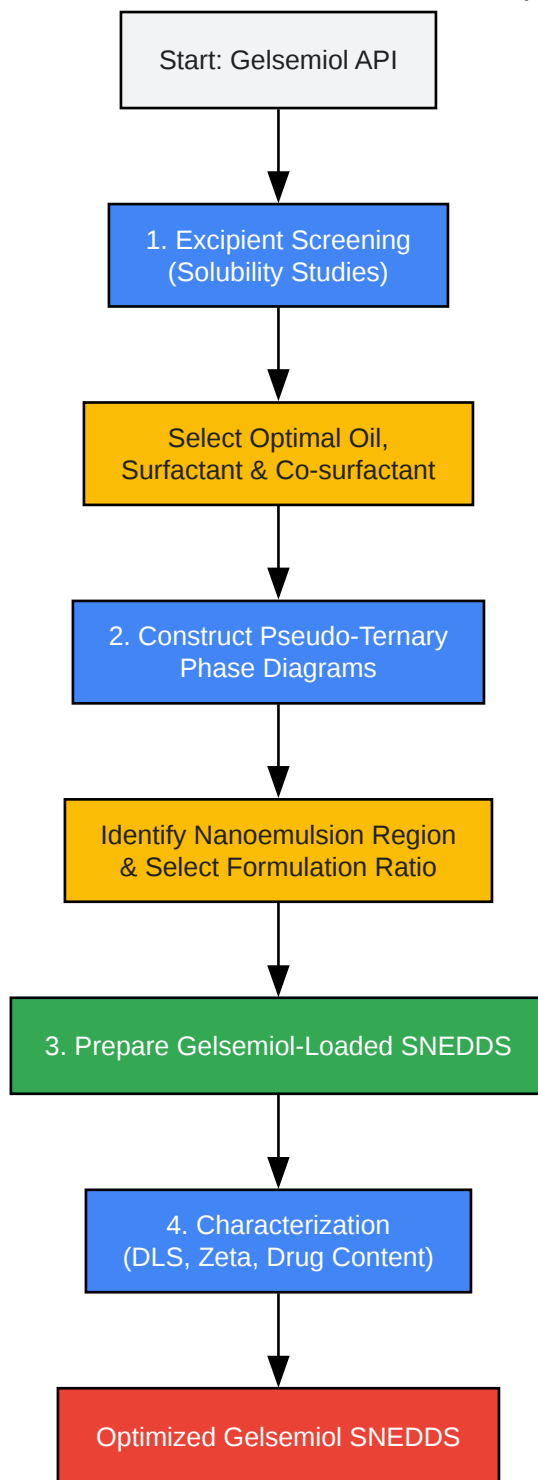 Start: Gelsemiol API
1. Excipient Screening
(Solubility Studies)
Select Optimal Oil,
Surfactant & Co-surfactant
2. Construct Pseudo-Ternary
Phase Diagrams
Identify Nanoemulsion Region
& Select Formulation Ratio
3. Prepare Gelsemiol-Loaded SNEDDS
4. Characterization
(DLS, Zeta, Drug Content)
Optimized Gelsemiol SNEDDS